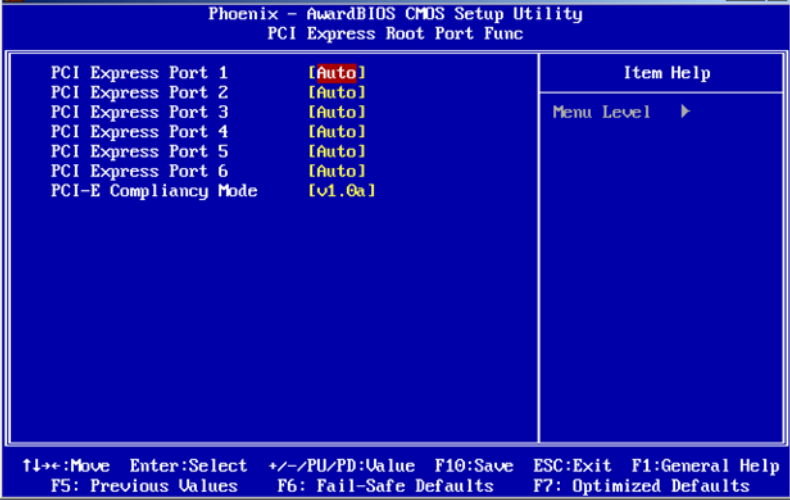 Phoenix - AwardBIOS CMOS Setup Utility
PCI Express Root Port Func
PCI Express Port 1 [Auto]
Item Help
PCI Express Port 2 [Auto]
PCI Express Port 3 [Auto]
Menu Level ▶
PCI Express Port 4 [Auto]
PCI Express Port 5 [Auto]
PCI Express Port 6 [Auto]
PCI-E Compliancy Mode [v1.0a]
↑↓→←:Move Enter:Select +/-/PU/PD:Value F10:Save ESC:Exit F1:General Help
F5: Previous Values F6: Fail-Safe Defaults F7: Optimized Defaults